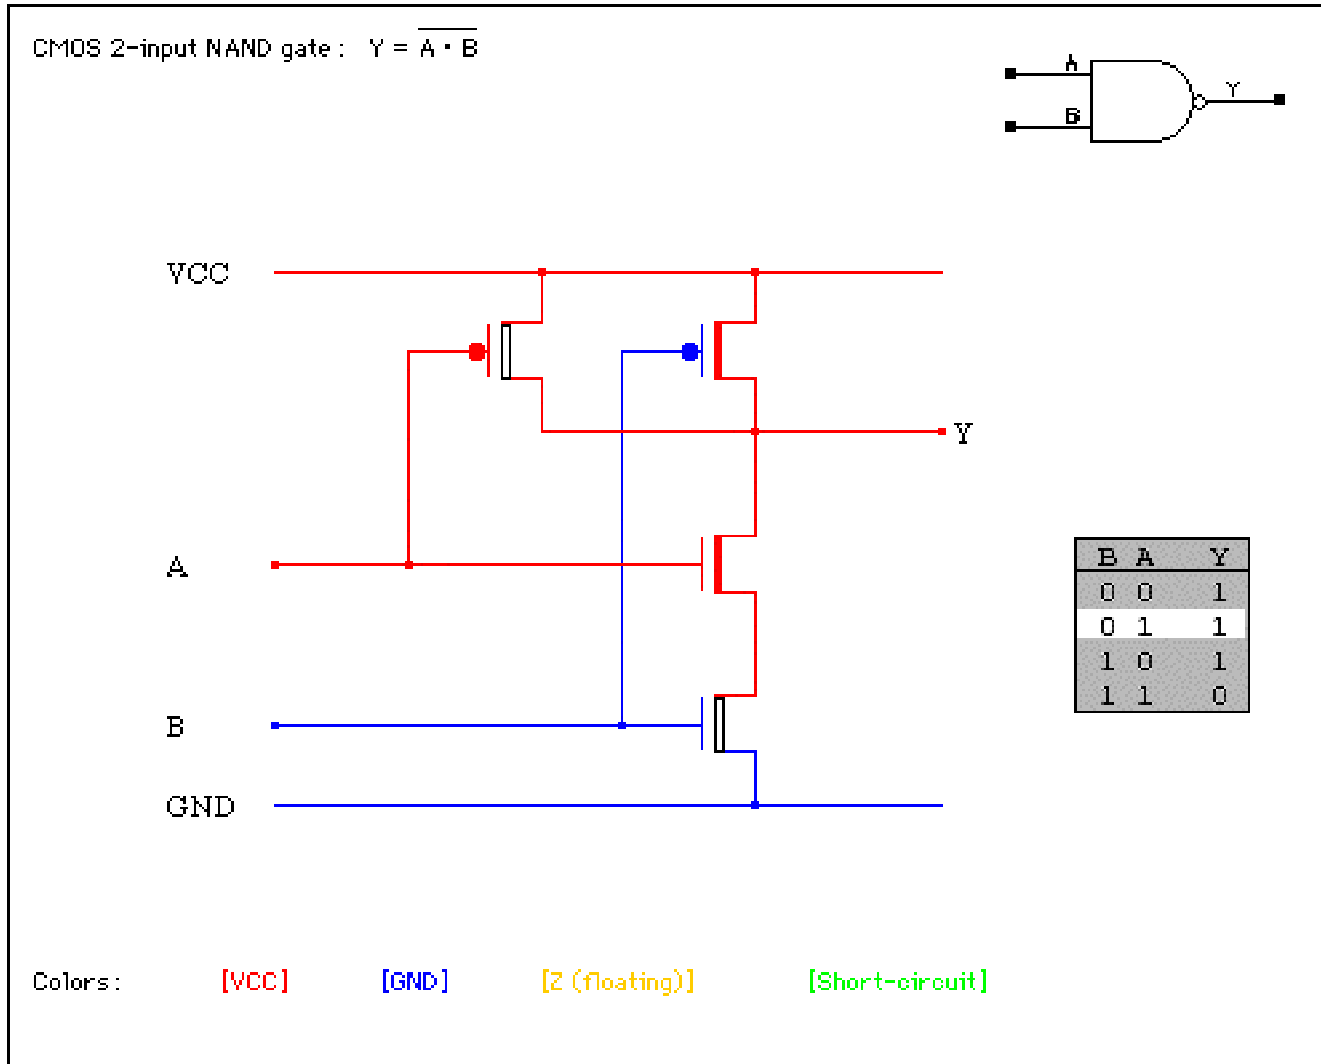 CMOS 2-input NAND gate: Y = A · B
A
Y
B
VCC
Y
A
B A Y
0 0 1
0 1 1
1 0 1
1 1 0
B
GND
Colors: [VCC] [GND] [Z (floating)] [Short-circuit]